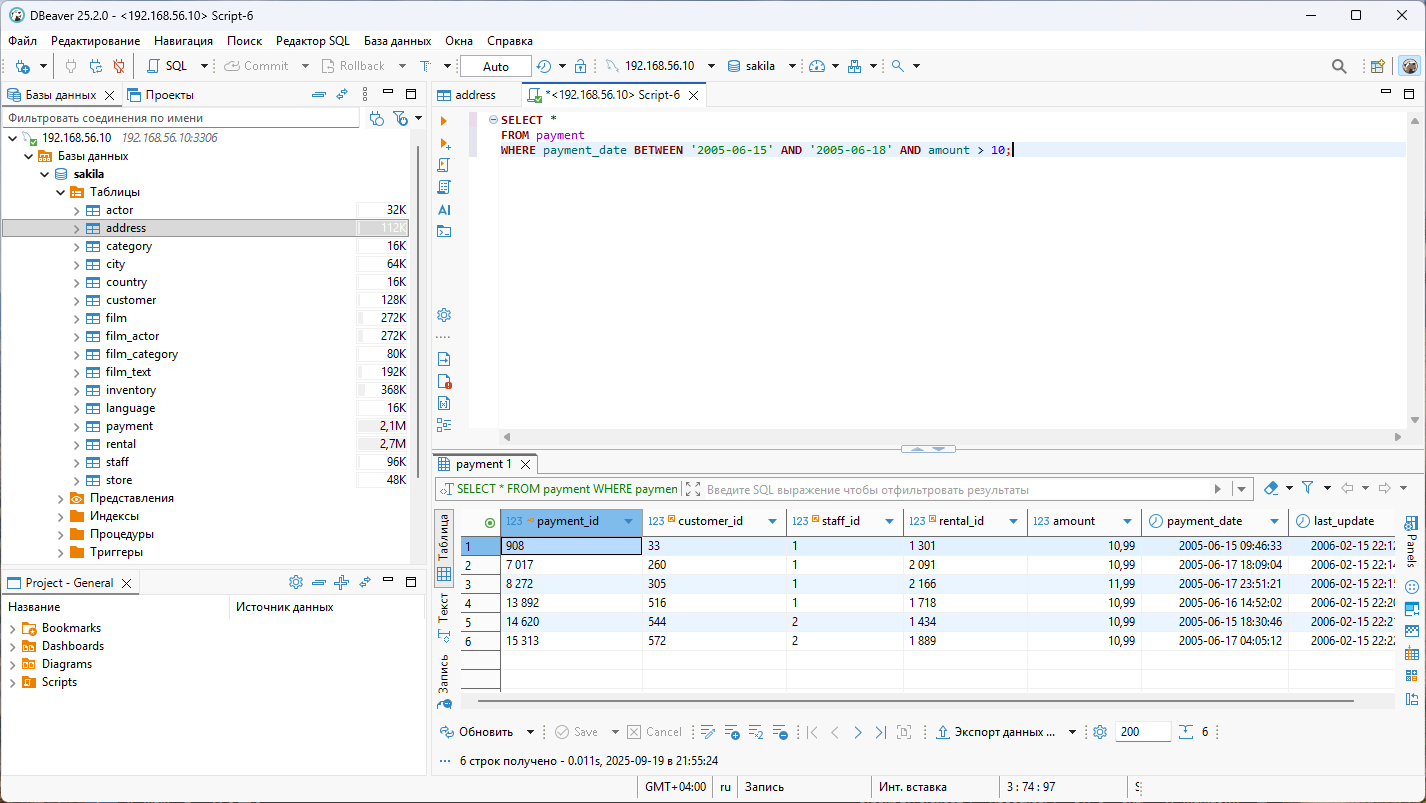 DBeaver 25.2.0 - <192.168.56.10> Script-6
Файл Редактирование Навигация Поиск Редактор SQL База данных Окна Справка
SQL Commit Rollback T Auto 192.168.56.10 sakila
Базы данных Проекты
Фильтровать соединения по имени
192.168.56.10 192.168.56.10:3306
Базы данных
sakila
Таблицы
actor 32K
address 112K
category 16K
city 64K
country 16K
customer 128K
film 272K
film_actor 272K
film_category 80K
film_text 192K
inventory 368K
language 16K
payment 2,1M
rental 2,7M
staff 96K
store 48K
Представления
Индексы
Процедуры
Триггеры
Project - General
Название Источник данных
Bookmarks
Dashboards
Diagrams
Scripts
address *<192.168.56.10> Script-6
AI
SELECT *
FROM payment
WHERE payment_date BETWEEN '2005-06-15' AND '2005-06-18' AND amount > 10;
payment 1
SELECT * FROM payment WHERE paymen Введите SQL выражение чтобы отфильтровать результаты
Таблица
Текст
Запись
123 payment_id 123 customer_id 123 staff_id 123 rental_id 123 amount payment_date last_update
1 908 33 1 1 301 10,99 2005-06-15 09:46:33 2006-02-15 22:12
2 7 017 260 1 2 091 10,99 2005-06-17 18:09:04 2006-02-15 22:14
3 8 272 305 1 2 166 11,99 2005-06-17 23:51:21 2006-02-15 22:15
4 13 892 516 1 1 718 10,99 2005-06-16 14:52:02 2006-02-15 22:20
5 14 620 544 2 1 434 10,99 2005-06-15 18:30:46 2006-02-15 22:21
6 15 313 572 2 1 889 10,99 2005-06-17 04:05:12 2006-02-15 22:22
Panels
Обновить Save Cancel Экспорт данных ... 200 6
6 строк получено - 0.011s, 2025-09-19 в 21:55:24
GMT+04:00 ru Запись Инт. вставка 3 : 74 : 97